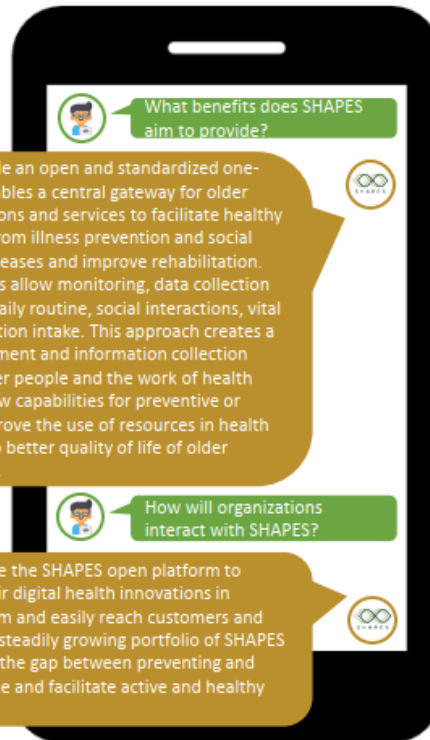 What benefits does SHAPES
aim to provide?
SHAPES
le an open and standardized one-
ables a central gateway for older
ons and services to facilitate healthy
rom illness prevention and social
eases and improve rehabilitation.
s allow monitoring, data collection
aily routine, social interactions, vital
tion intake. This approach creates a
ment and information collection
er people and the work of health
w capabilities for preventive or
rove the use of resources in health
o better quality of life of older
How will organizations
interact with SHAPES?
e the SHAPES open platform to
ir digital health innovations in
m and easily reach customers and
steadily growing portfolio of SHAPES
the gap between preventing and
e and facilitate active and healthy
SHAPES